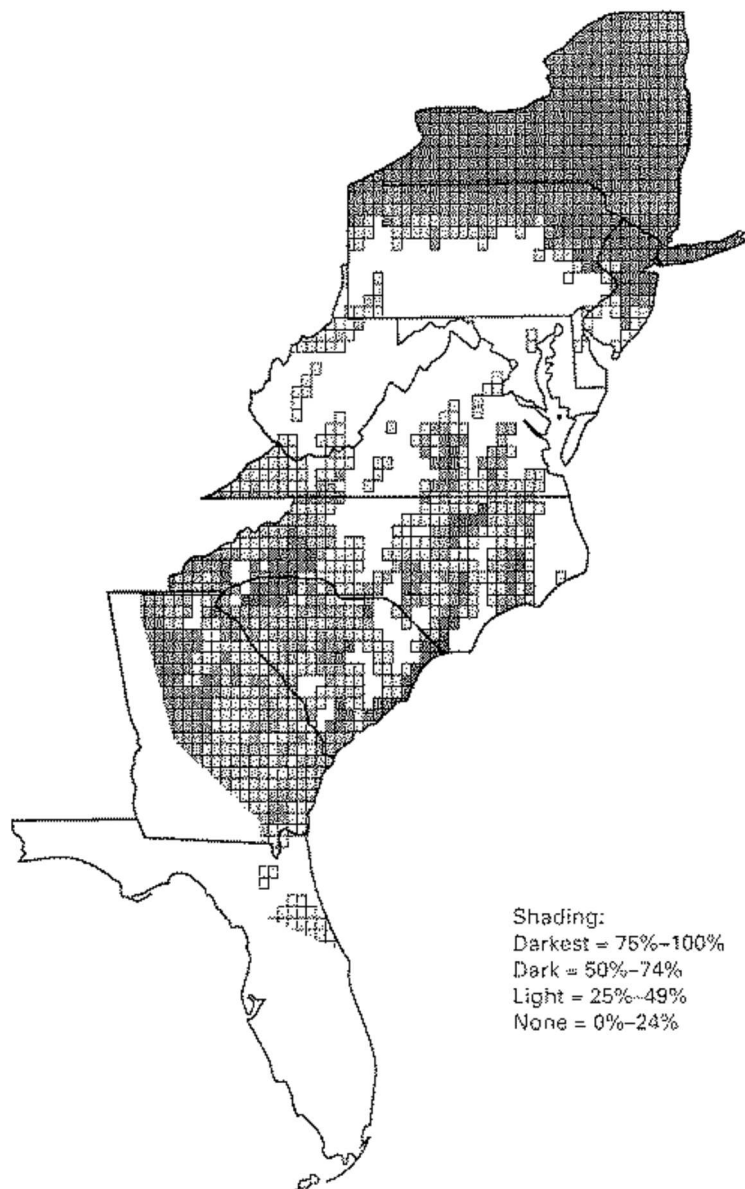 Shading:
Darkest = 75%–100%
Dark = 50%–74%
Light = 25%–49%
None = 0%–24%